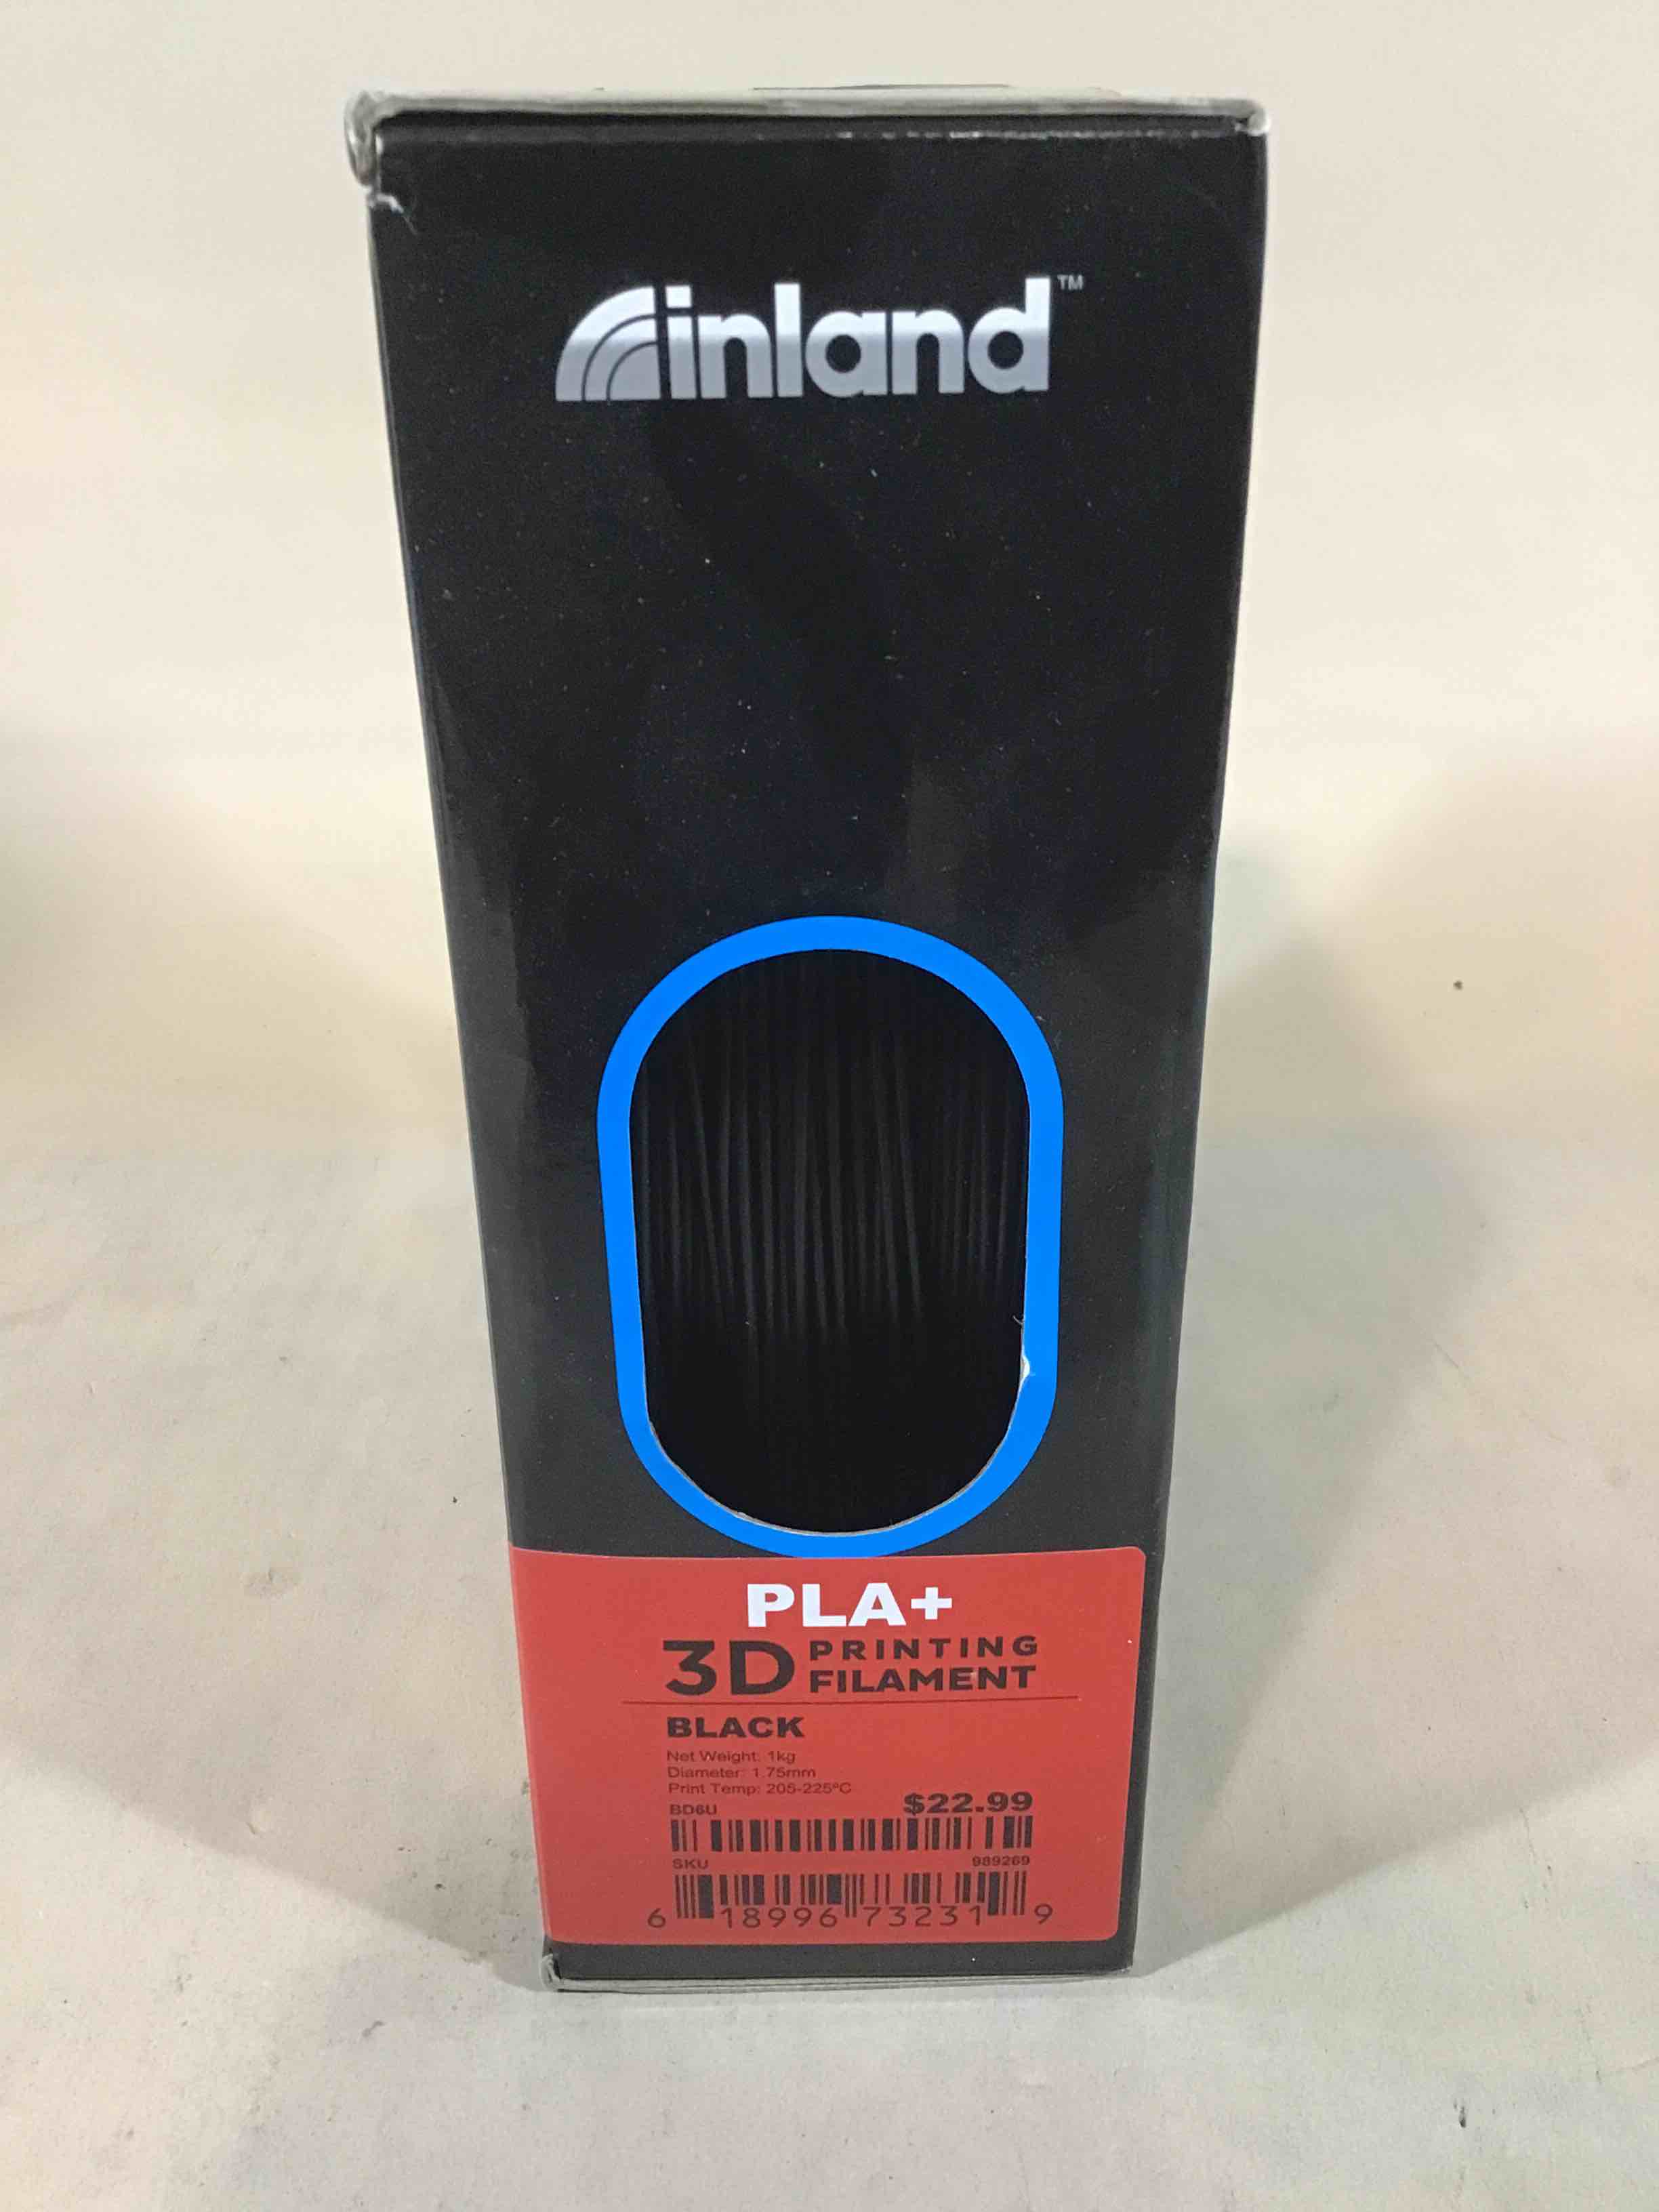 inland™
PLA+
3D PRINTING
FILAMENT
BLACK
Net Weight: 1kg
Diameter: 1.75mm
Print Temp: 205-225°C
BD6U $22.99
SKU 989269
6 18996 73231 9